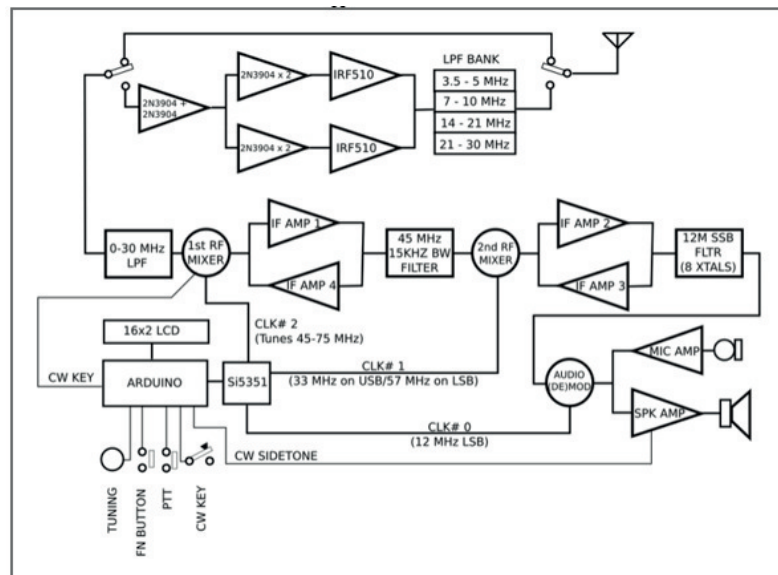 LPF BANK
3.5 - 5 MHz
7 - 10 MHz
14 - 21 MHz
21 - 30 MHz
2N3904 x 2
IRF510
2N3904 +
2N3904
2N3904 x 2
IRF510
0-30 MHz
LPF
1st RF
MIXER
IF AMP 1
IF AMP 4
45 MHz
15KHZ BW
FILTER
2nd RF
MIXER
IF AMP 2
IF AMP 3
12M SSB
FLTR
(8 XTALS)
16x2 LCD
CLK# 2
(Tunes 45-75 MHz)
CW KEY
ARDUINO
Si5351
CLK# 1
(33 MHz on USB/57 MHz on LSB)
AUDIO
(DE)MOD
MIC AMP
SPK AMP
CLK# 0
(12 MHz LSB)
CW SIDETONE
TUNING
FN BUTTON
PTT
CW KEY